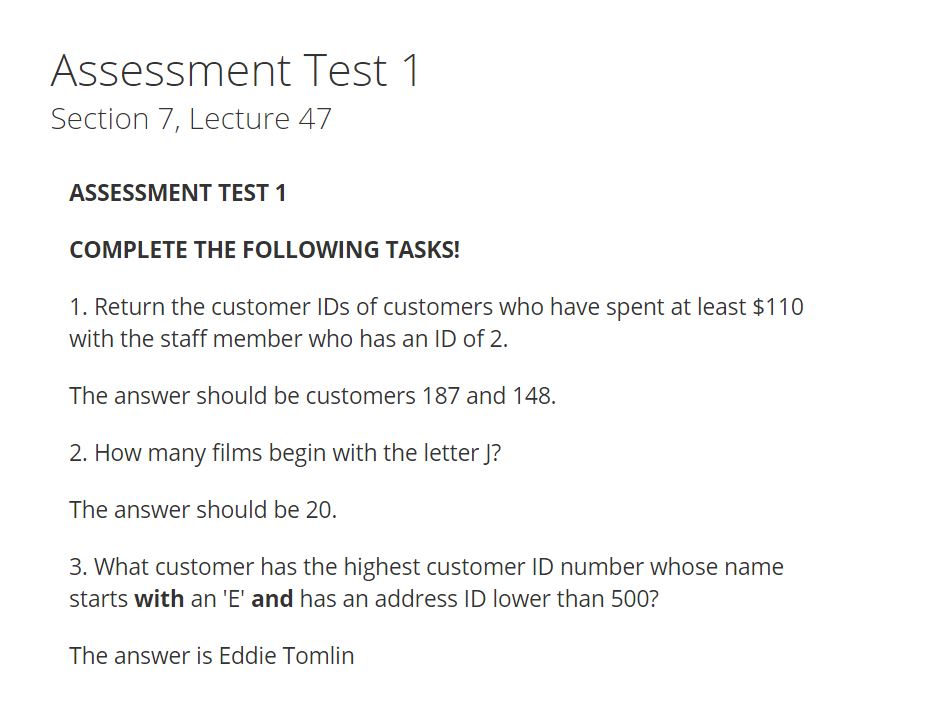 Assessment Test 1
Section 7, Lecture 47
ASSESSMENT TEST 1
COMPLETE THE FOLLOWING TASKS!
1. Return the customer IDs of customers who have spent at least $110
with the staff member who has an ID of 2.
The answer should be customers 187 and 148.
2. How many films begin with the letter J?
The answer should be 20.
3. What customer has the highest customer ID number whose name
starts with an 'E' and has an address ID lower than 500?
The answer is Eddie Tomlin